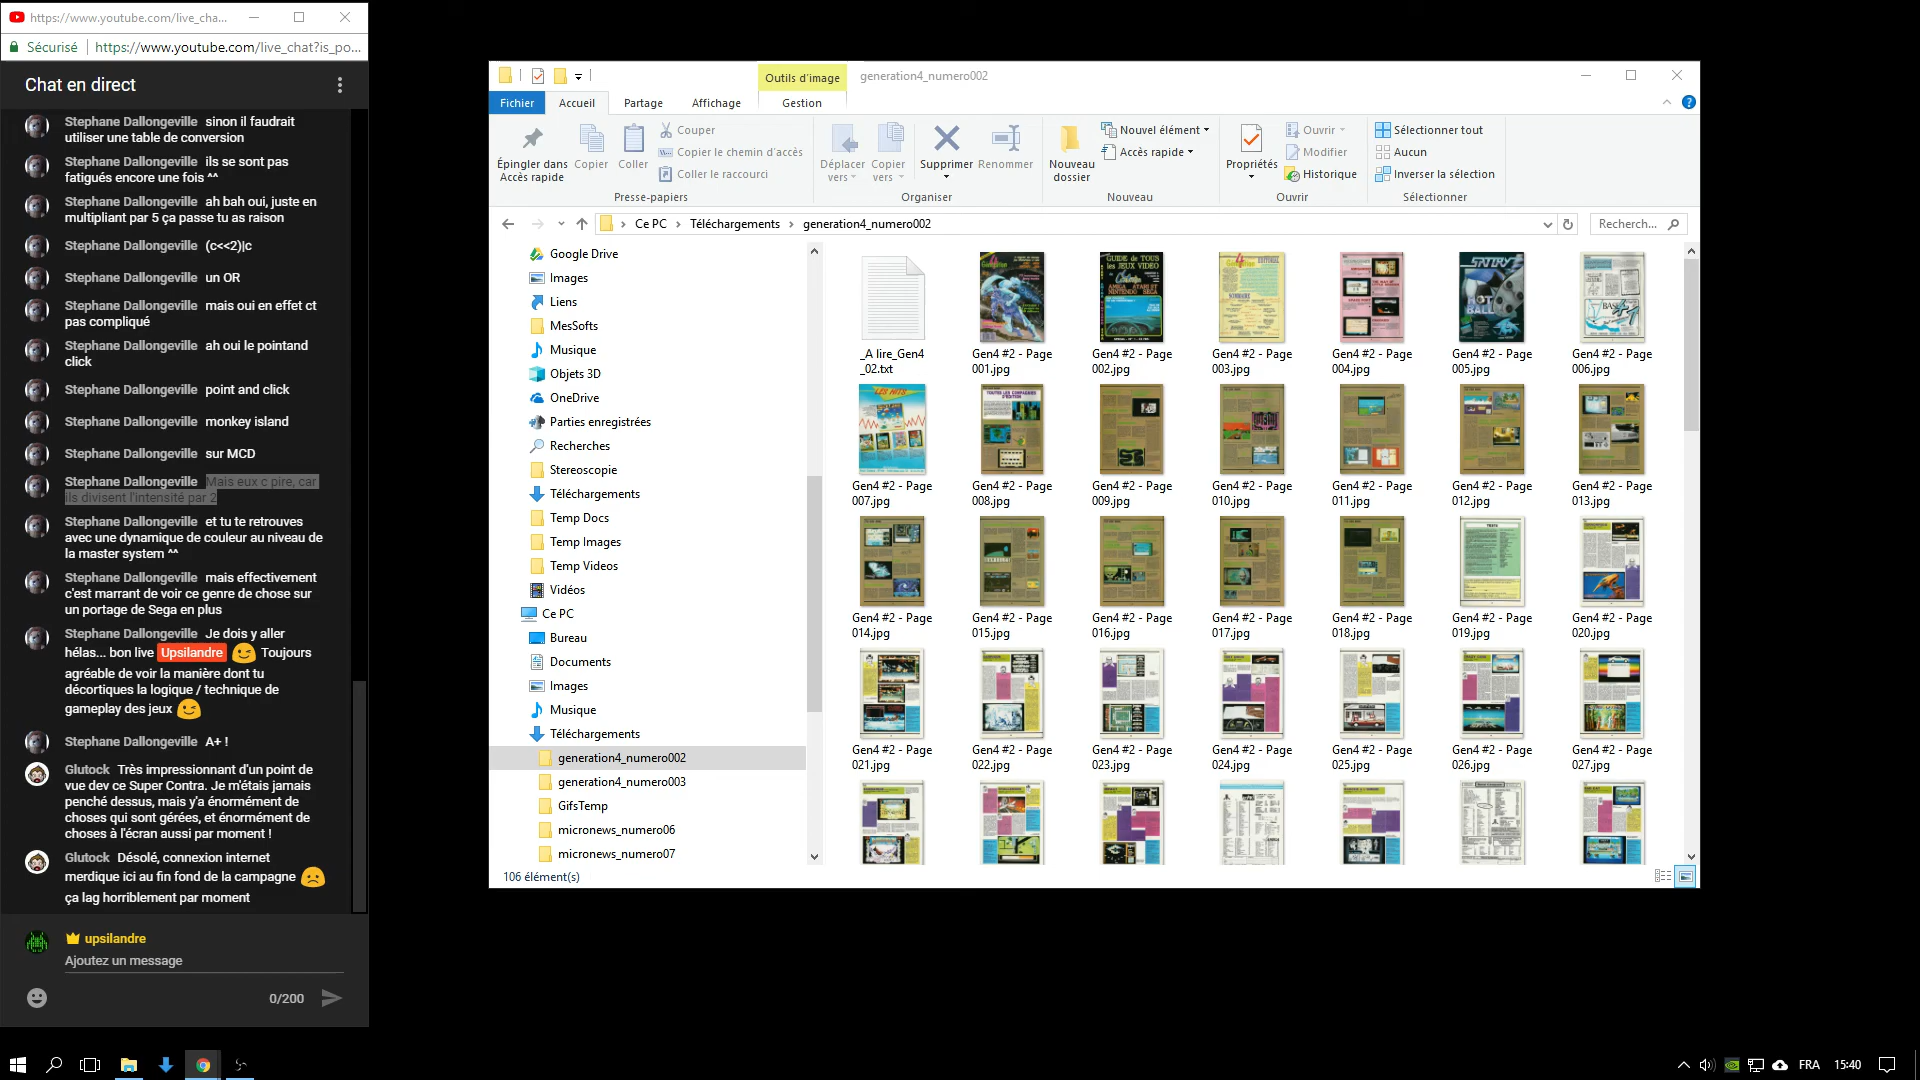 https://www.youtube.com/live_cha...
Sécurisé
https://www.youtube.com/live_chat?is_po...
Chat en direct
Stephane Dallongeville sinon il faudrait
utiliser une table de conversion
Stephane Dallongeville ils se sont pas
fatigués encore une fois ^^
Stephane Dallongeville ah bah oui, juste en
multipliant par 5 ça passe tu as raison
Stephane Dallongeville (c<<2)|c
Stephane Dallongeville un OR
Stephane Dallongeville mais oui en effet ct
pas compliqué
Stephane Dallongeville ah oui le pointand
click
Stephane Dallongeville point and click
Stephane Dallongeville monkey island
Stephane Dallongeville sur MCD
Stephane Dallongeville Mais eux c pire, car
ils divisent l'intensité par 2
Stephane Dallongeville et tu te retrouves
avec une dynamique de couleur au niveau de
la master system ^^
Stephane Dallongeville mais effectivement
c'est marrant de voir ce genre de chose sur
un portage de Sega en plus
Stephane Dallongeville Je dois y aller
hélas... bon live Upsilandre Toujours
agréable de voir la manière dont tu
décortiques la logique / technique de
gameplay des jeux
Stephane Dallongeville A+ !
Glutock Très impressionnant d'un point de
vue dev ce Super Contra. Je m'étais jamais
penché dessus, mais y'a énormément de
choses qui sont gérées, et énormément de
choses à l'écran aussi par moment !
Glutock Désolé, connexion internet
merdique ici au fin fond de la campagne
ça lag horriblement par moment
upsilandre
Ajoutez un message
0/200
Outils d'image
generation4_numero002
Fichier
Accueil
Partage
Affichage
Gestion
Épingler dans
Accès rapide
Copier
Coller
Couper
Copier le chemin d'accès
Coller le raccourci
Presse-papiers
Déplacer
vers
Copier
vers
Supprimer
Renommer
Organiser
Nouveau
dossier
Nouvel élément
Accès rapide
Nouveau
Propriétés
Ouvrir
Modifier
Historique
Ouvrir
Sélectionner tout
Aucun
Inverser la sélection
Sélectionner
Ce PC
Téléchargements
generation4_numero002
Recherch...
Google Drive
Images
Liens
MesSofts
Musique
Objets 3D
OneDrive
Parties enregistrées
Recherches
Stereoscopie
Téléchargements
Temp Docs
Temp Images
Temp Videos
Vidéos
Ce PC
Bureau
Documents
Images
Musique
Téléchargements
generation4_numero002
generation4_numero003
GifsTemp
micronews_numero06
micronews_numero07
_A lire_Gen4
_02.txt
Gen4 #2 - Page
001.jpg
Gen4 #2 - Page
002.jpg
Gen4 #2 - Page
003.jpg
Gen4 #2 - Page
004.jpg
Gen4 #2 - Page
005.jpg
Gen4 #2 - Page
006.jpg
Gen4 #2 - Page
007.jpg
Gen4 #2 - Page
008.jpg
Gen4 #2 - Page
009.jpg
Gen4 #2 - Page
010.jpg
Gen4 #2 - Page
011.jpg
Gen4 #2 - Page
012.jpg
Gen4 #2 - Page
013.jpg
Gen4 #2 - Page
014.jpg
Gen4 #2 - Page
015.jpg
Gen4 #2 - Page
016.jpg
Gen4 #2 - Page
017.jpg
Gen4 #2 - Page
018.jpg
Gen4 #2 - Page
019.jpg
Gen4 #2 - Page
020.jpg
Gen4 #2 - Page
021.jpg
Gen4 #2 - Page
022.jpg
Gen4 #2 - Page
023.jpg
Gen4 #2 - Page
024.jpg
Gen4 #2 - Page
025.jpg
Gen4 #2 - Page
026.jpg
Gen4 #2 - Page
027.jpg
106 élément(s)
FRA
15:40